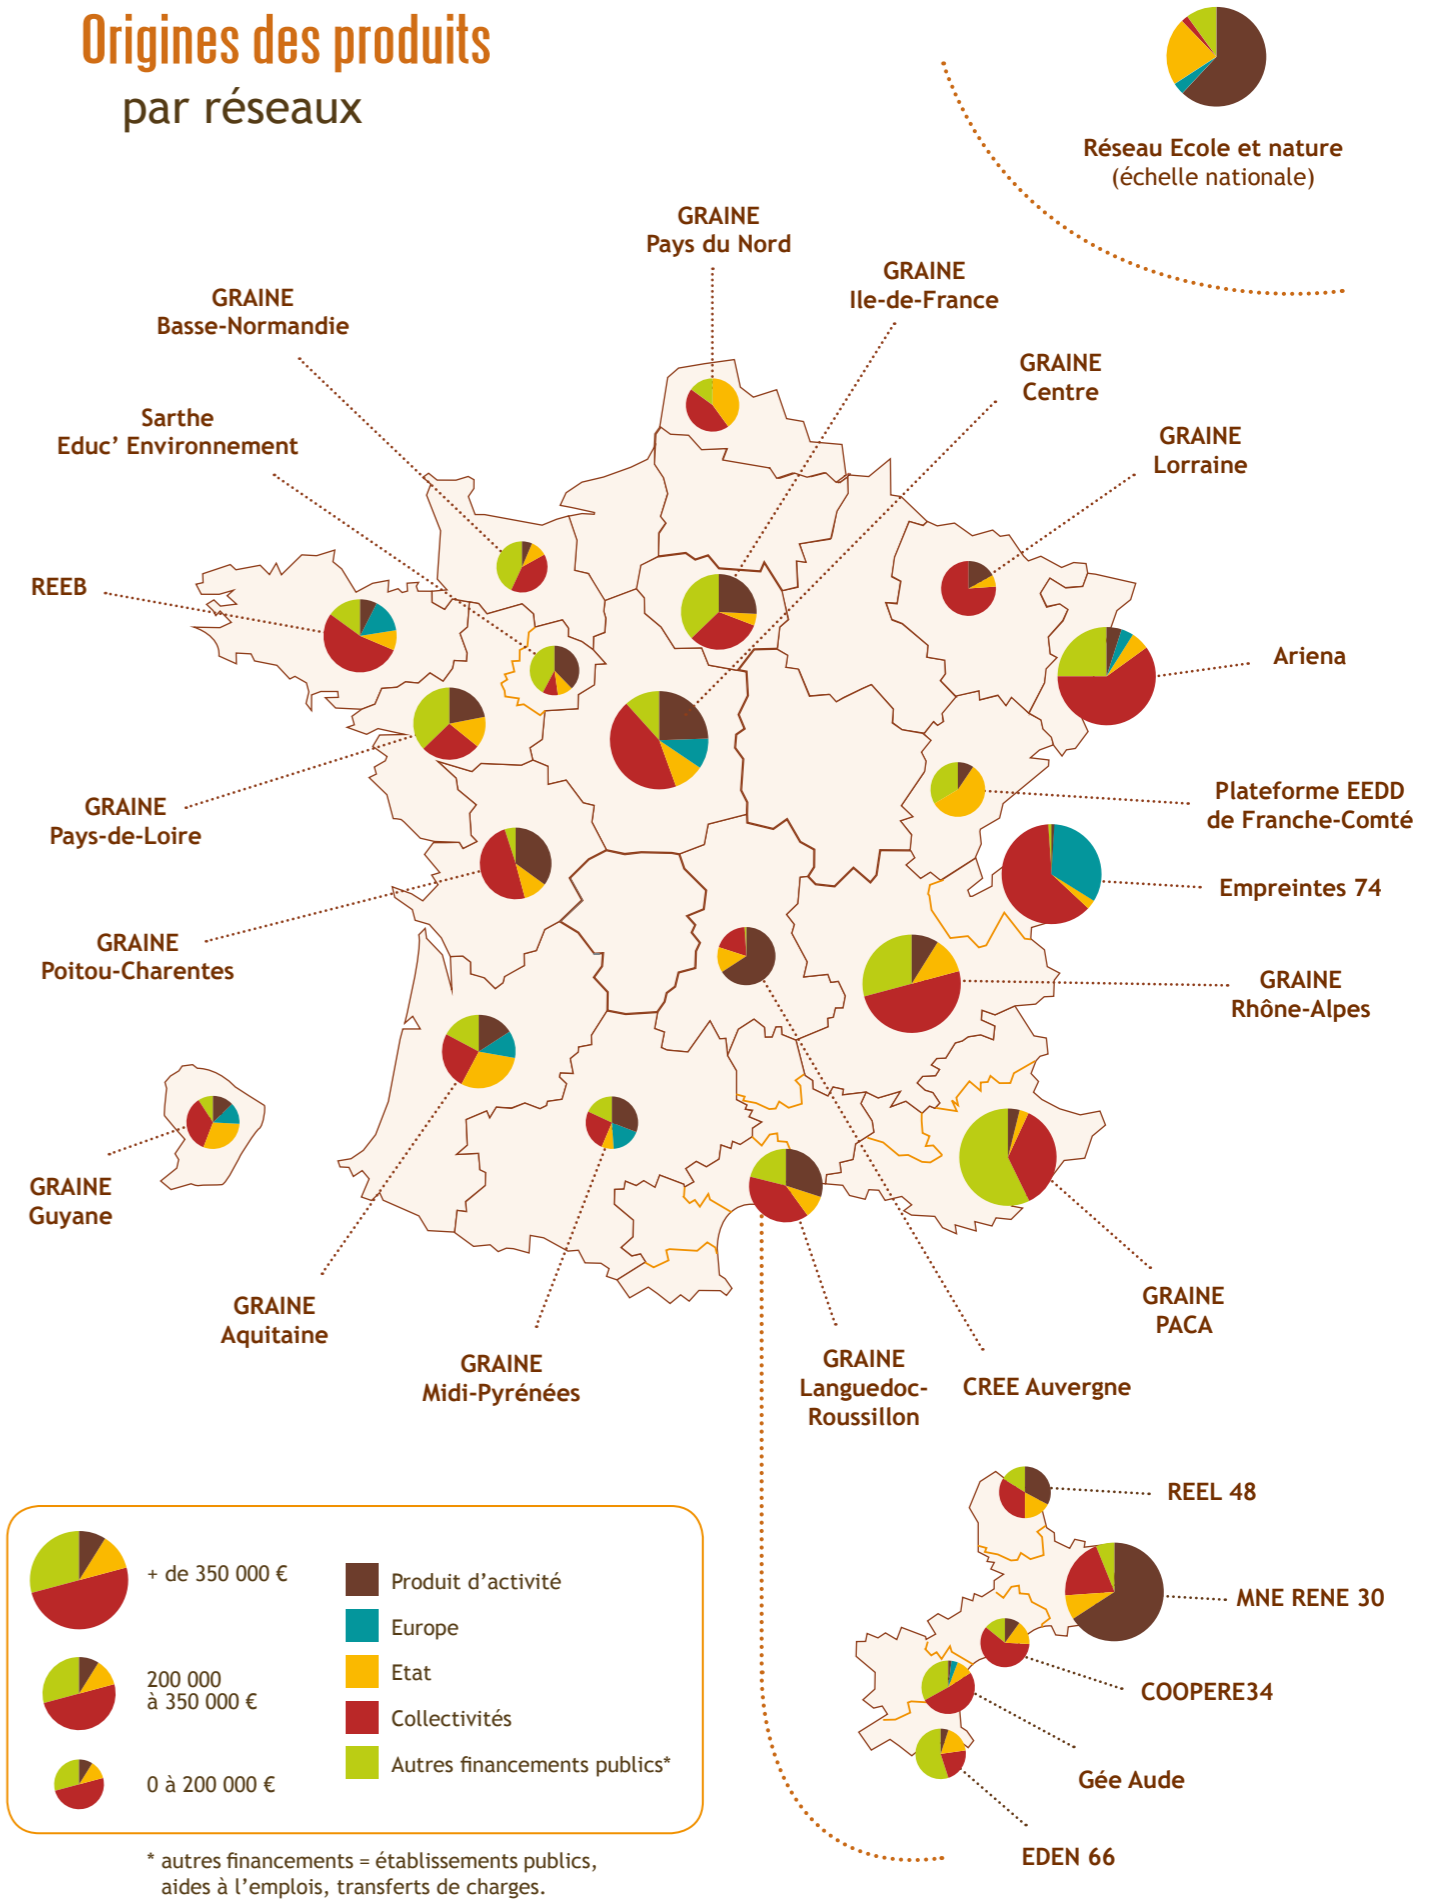 Origines des produits
par réseaux
Réseau Ecole et nature
(échelle nationale)
GRAINE
Pays du Nord
GRAINE
Ile-de-France
GRAINE
Basse-Normandie
GRAINE
Centre
Sarthe
Educ’ Environnement
GRAINE
Lorraine
REEB
Ariena
GRAINE
Pays-de-Loire
Plateforme EEDD
de Franche-Comté
Empreintes 74
GRAINE
Poitou-Charentes
GRAINE
Rhône-Alpes
GRAINE
Guyane
GRAINE
Aquitaine
GRAINE
PACA
GRAINE
Midi-Pyrénées
GRAINE
Languedoc-
Roussillon
CREE Auvergne
REEL 48
MNE RENE 30
COOPERE34
Gée Aude
EDEN 66
+ de 350 000 €
200 000
à 350 000 €
0 à 200 000 €
Produit d’activité
Europe
Etat
Collectivités
Autres financements publics*
* autres financements = établissements publics,
aides à l’emplois, transferts de charges.